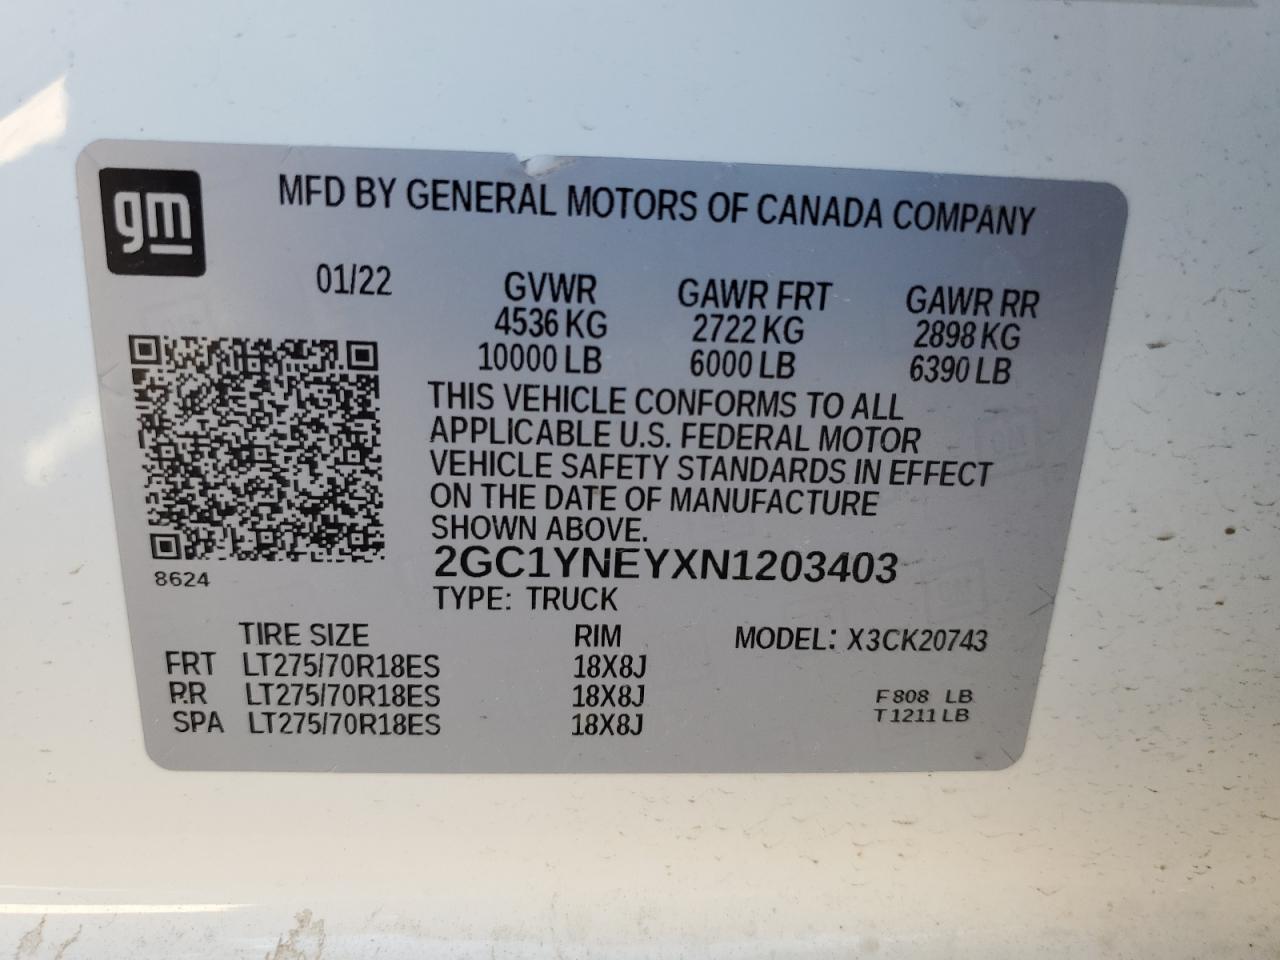 gm
MFD BY GENERAL MOTORS OF CANADA COMPANY
01/22 GVWR GAWR FRT GAWR RR
4536 KG 2722 KG 2898 KG
10000 LB 6000 LB 6390 LB
THIS VEHICLE CONFORMS TO ALL
APPLICABLE U.S. FEDERAL MOTOR
VEHICLE SAFETY STANDARDS IN EFFECT
ON THE DATE OF MANUFACTURE
SHOWN ABOVE.
2GC1YNEYXN1203403
8624
TYPE: TRUCK
TIRE SIZE RIM MODEL: X3CK20743
FRT LT275/70R18ES 18X8J
RR LT275/70R18ES 18X8J F808 LB
SPA LT275/70R18ES 18X8J T1211 LB